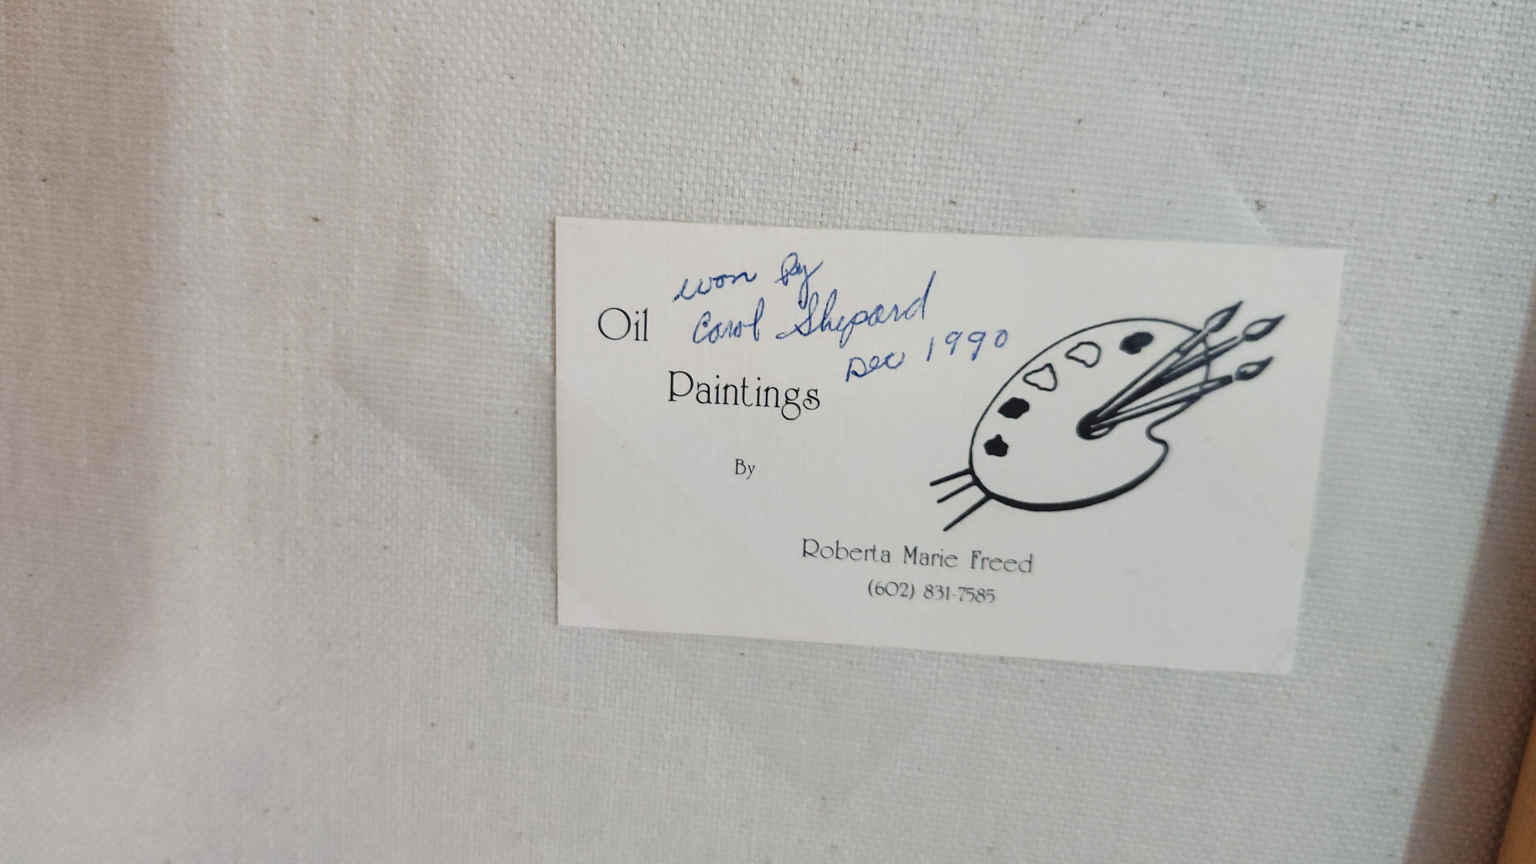 won By
Carol Shepard
Dec 1990
Oil
Paintings
By
Roberta Marie Freed
(602) 831-7585